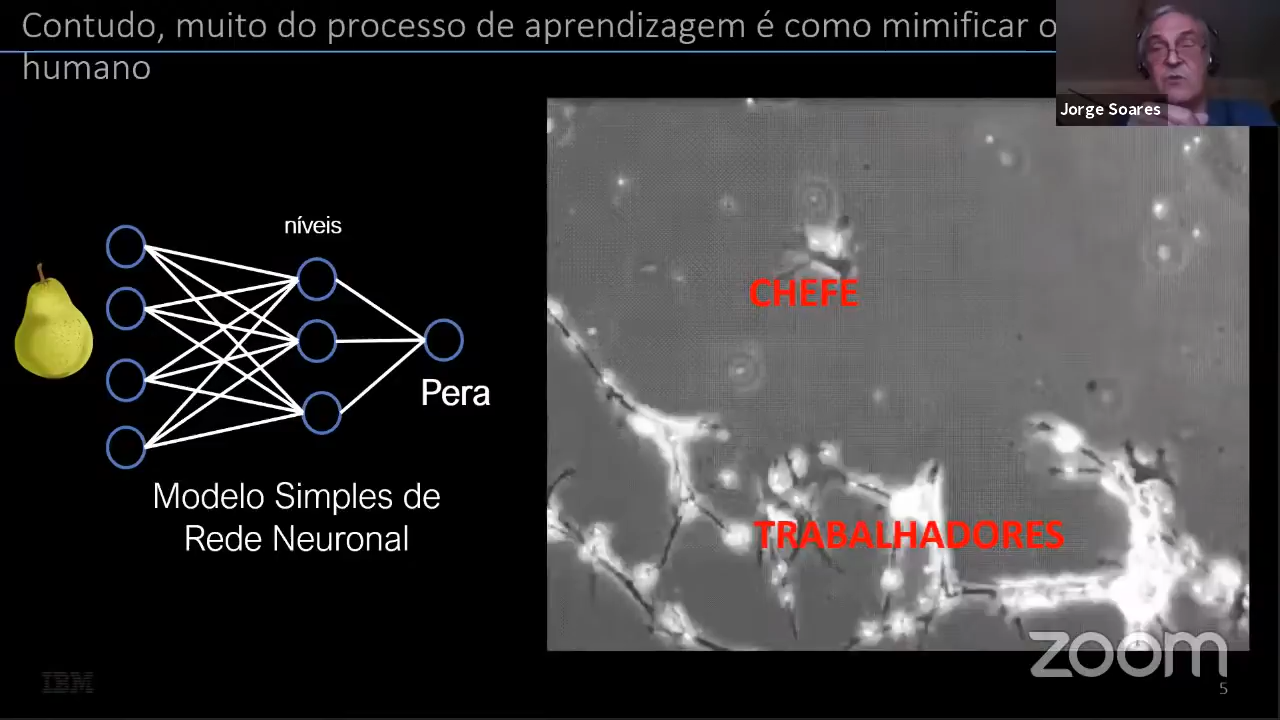 Contudo, muito do processo de aprendizagem é como mimificar o
humano
Jorge Soares
níveis
CHEFE
Pera
Modelo Simples de
Rede Neuronal
TRABALHADORES
zoom
IBM
5